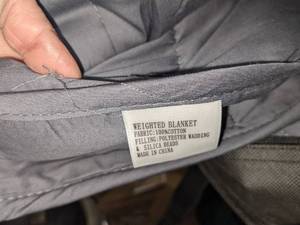 WEIGHTED BLANKET
FABRIC:100%COTTON
FILLING:POLYESTER WADDING
& SILICA BEADS
MADE IN CHINA